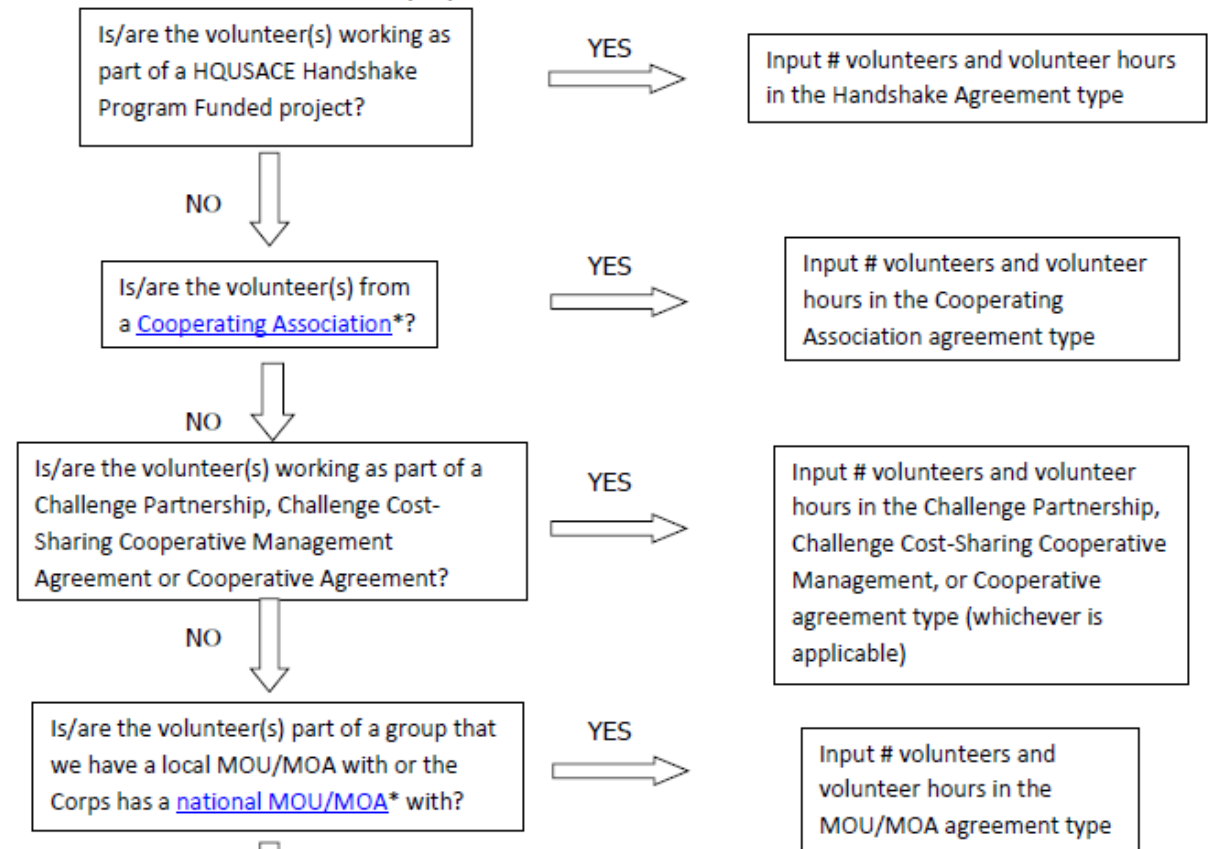 Is/are the volunteer(s) working as
part of a HQUSACE Handshake
Program Funded project?
YES
Input # volunteers and volunteer hours
in the Handshake Agreement type
NO
Is/are the volunteer(s) from
a Cooperating Association*?
YES
Input # volunteers and volunteer
hours in the Cooperating
Association agreement type
NO
Is/are the volunteer(s) working as part of a
Challenge Partnership, Challenge Cost-
Sharing Cooperative Management
Agreement or Cooperative Agreement?
YES
Input # volunteers and volunteer
hours in the Challenge Partnership,
Challenge Cost-Sharing Cooperative
Management, or Cooperative
agreement type (whichever is
applicable)
NO
Is/are the volunteer(s) part of a group that
we have a local MOU/MOA with or the
Corps has a national MOU/MOA* with?
YES
Input # volunteers and
volunteer hours in the
MOU/MOA agreement type